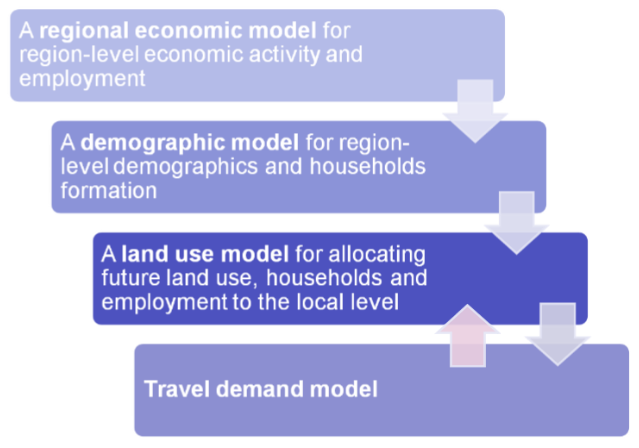 A regional economic model for
region-level economic activity and
employment
A demographic model for region-
level demographics and households
formation
A land use model for allocating
future land use, households and
employment to the local level
Travel demand model